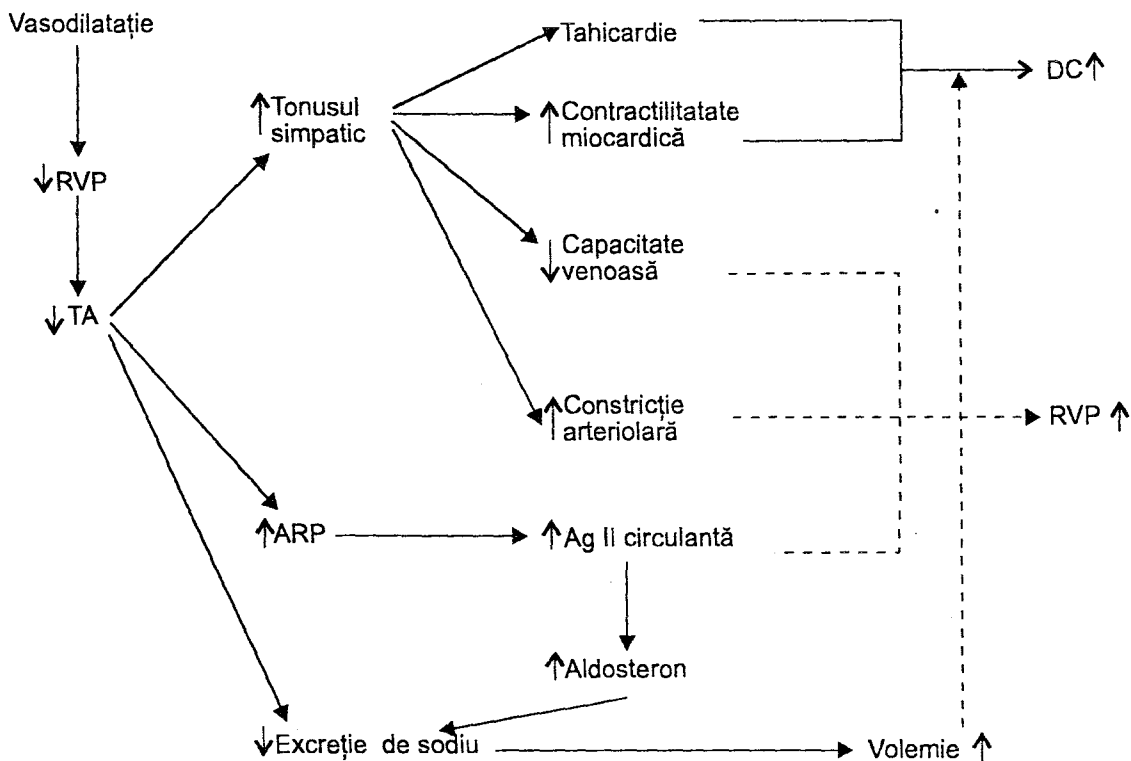 Vasodilatație
↓RVP
↓TA
↑Tonusul
simpatic
↑ARP
↓Excreție de sodiu
Tahicardie
↑Contractilitatate
miocardică
↓Capacitate
venoasă
↑Constricție
arteriolară
↑Ag II circulantă
↑Aldosteron
Volemie ↑
DC↑
RVP ↑